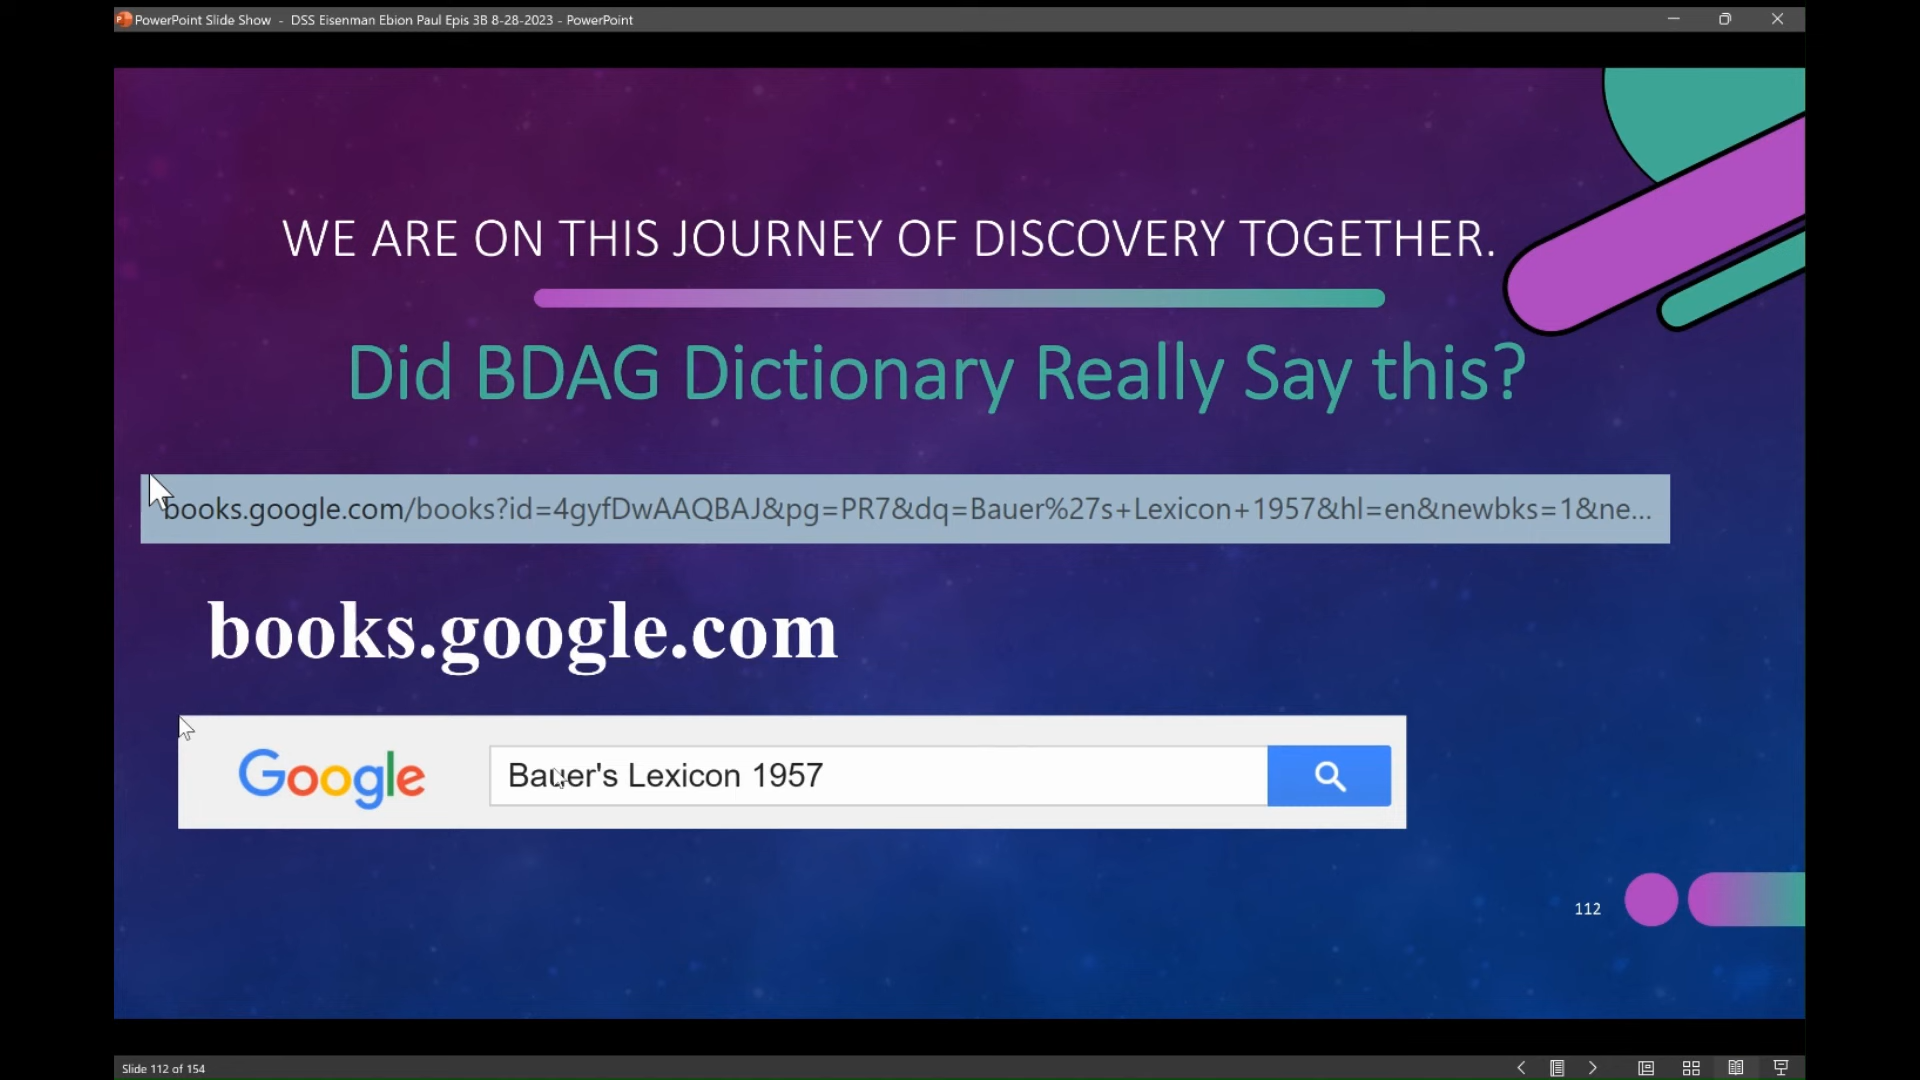 PowerPoint Slide Show - DSS Eisenman Ebion Paul Epis 3B 8-28-2023 - PowerPoint
WE ARE ON THIS JOURNEY OF DISCOVERY TOGETHER.
Did BDAG Dictionary Really Say this?
books.google.com/books?id=4gyfDwAAQBAJ&pg=PR7&dq=Bauer%27s+Lexicon+1957&hl=en&newbks=1&ne...
books.google.com
Google Bauer's Lexicon 1957
112
Slide 112 of 154